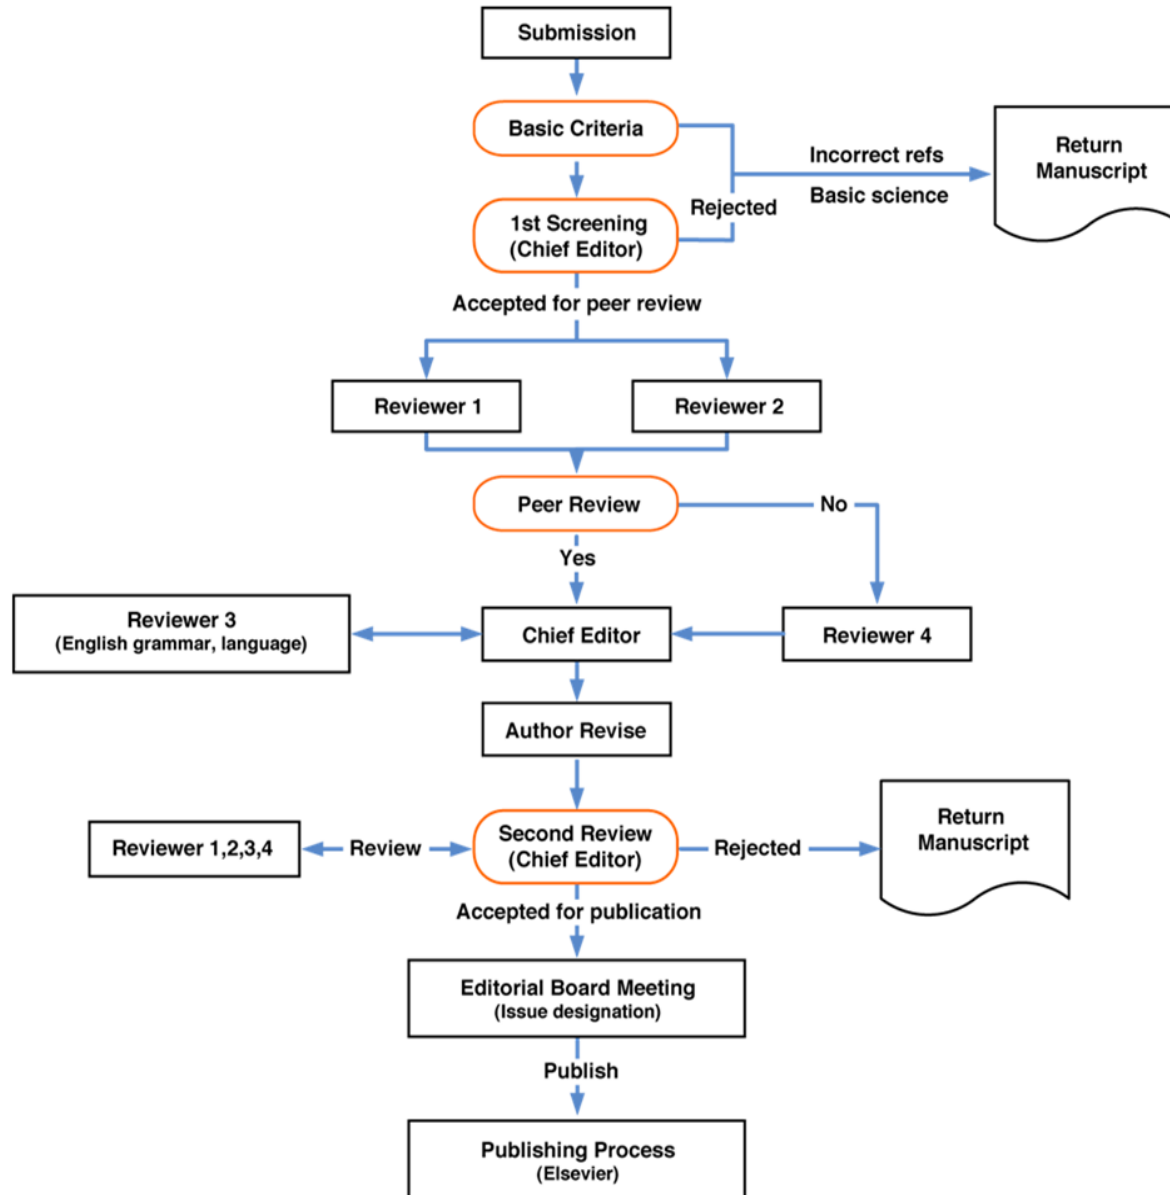 Submission
Basic Criteria
Incorrect refs
Basic science
Return
Manuscript
Rejected
1st Screening
(Chief Editor)
Accepted for peer review
Reviewer 1
Reviewer 2
Peer Review
No
Yes
Reviewer 3
(English grammar, language)
Chief Editor
Reviewer 4
Author Revise
Reviewer 1,2,3,4
Review
Second Review
(Chief Editor)
Rejected
Return
Manuscript
Accepted for publication
Editorial Board Meeting
(Issue designation)
Publish
Publishing Process
(Elsevier)